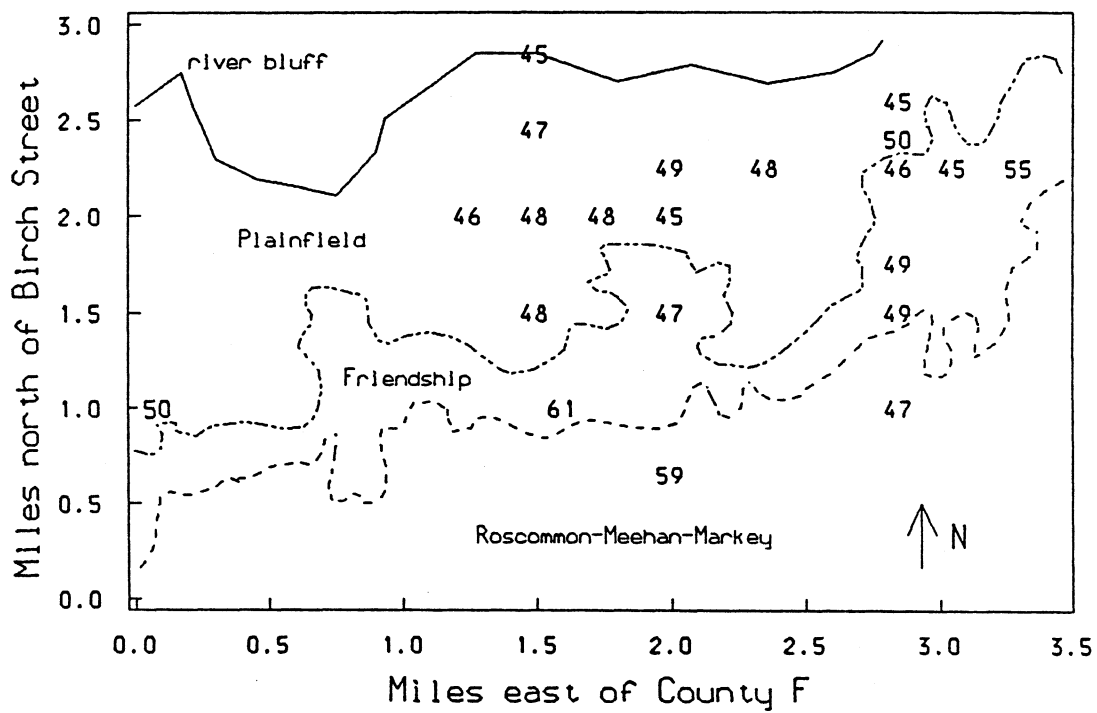 3.0
river bluff
45
2.5
45
47
50
49 48 46 45 55
2.0
46 48 48 45
Plainfield
49
1.5
48 47 49
Friendship
1.0
50 61 47
59
0.5
Roscommon-Meehan-Markey
N
0.0
0.0 0.5 1.0 1.5 2.0 2.5 3.0 3.5
Miles east of County F
Miles north of Birch Street